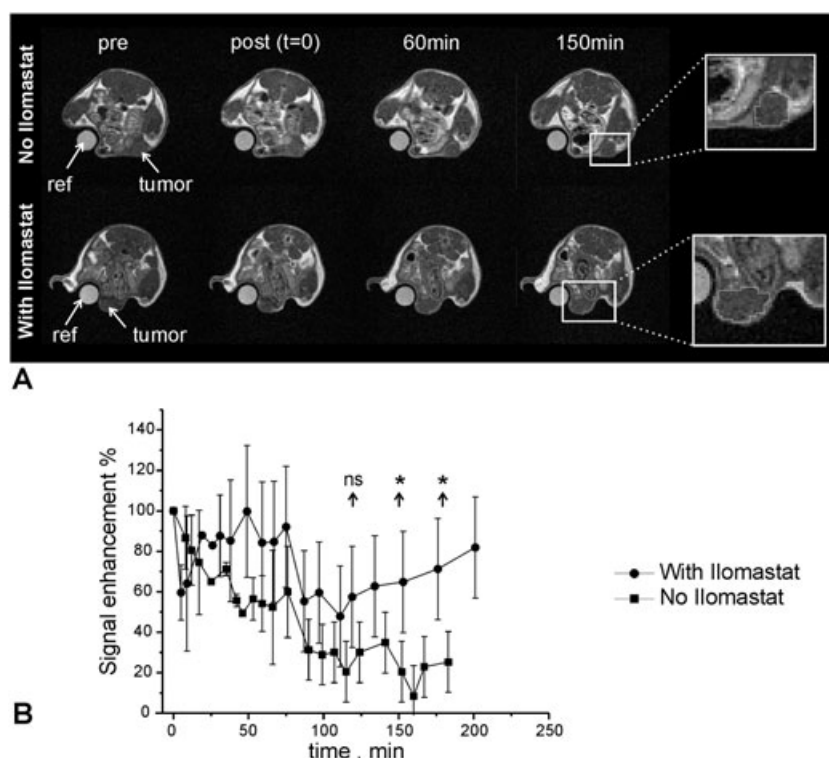 pre post (t=0) 60min 150min
No Ilomastat
ref tumor
With Ilomastat
ref tumor
A
Signal enhancement %
140
120
100
80
60
40
20
0
ns * *
With Ilomastat
No Ilomastat
0 50 100 150 200 250
time , min
B